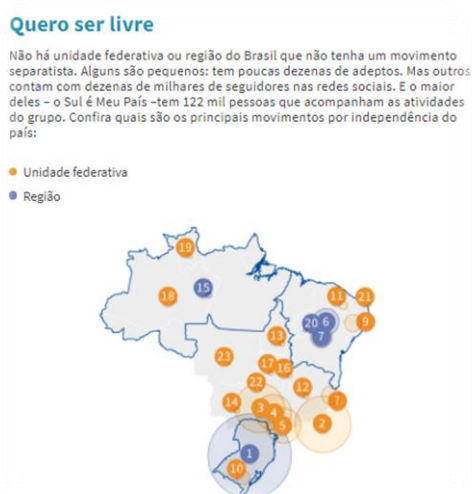 Quero ser livre
Não há unidade federativa ou região do Brasil que não tenha um movimento
separatista. Alguns são pequenos: tem poucas dezenas de adeptos. Mas outros
contam com dezenas de milhares de seguidores nas redes sociais. E o maior
deles – o Sul é Meu País –tem 122 mil pessoas que acompanham as atividades
do grupo. Confira quais são os principais movimentos por independência do
país:
Unidade federativa
Região
19
15
18
11 21
20 6
9
7
13
23
17 16
22
12
14
3
4
7
5
2
1
10